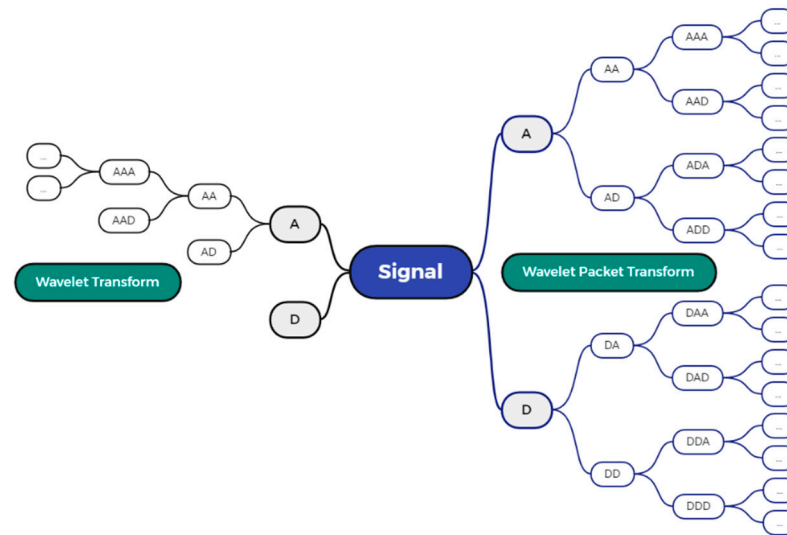 ...
...
AAA
AAD
AA
AD
A
D
Wavelet Transform
Signal
Wavelet Packet Transform
A
AA
AAA
...
...
AAD
...
...
AD
ADA
...
...
ADD
...
...
D
DA
DAA
...
...
DAD
...
...
DD
DDA
...
...
DDD
...
...